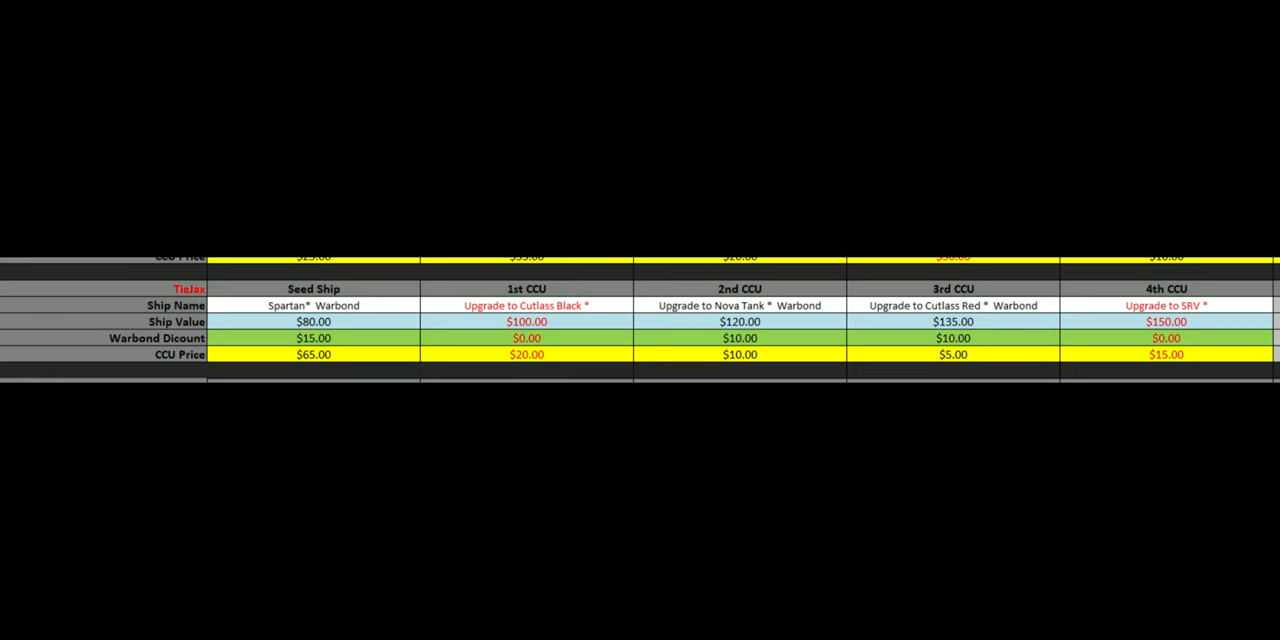 TieJax Seed Ship 1st CCU 2nd CCU 3rd CCU 4th CCU
Ship Name Spartan* Warbond Upgrade to Cutlass Black * Upgrade to Nova Tank * Warbond Upgrade to Cutlass Red * Warbond Upgrade to SRV *
Ship Value $80.00 $100.00 $120.00 $135.00 $150.00
Warbond Dicount $15.00 $0.00 $10.00 $10.00 $0.00
CCU Price $65.00 $20.00 $10.00 $5.00 $15.00